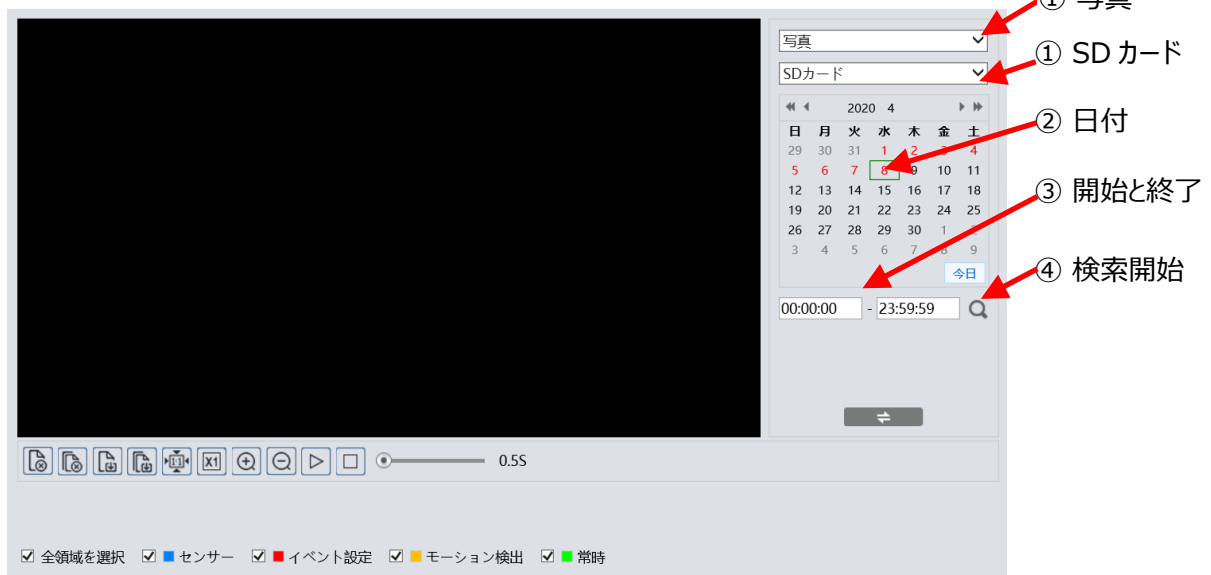 ① 写真
写真
① SD カード
SDカード
2020 4
日 月 火 水 木 金 土
29 30 31 1 2 3 4
② 日付
5 6 7 8 9 10 11
12 13 14 15 16 17 18
③ 開始と終了
19 20 21 22 23 24 25
26 27 28 29 30 1 2
3 4 5 6 7 8 9
今日
④ 検索開始
00:00:00 - 23:59:59
1:1 X1 0.5S
全領域を選択 センサー イベント設定 モーション検出 常時